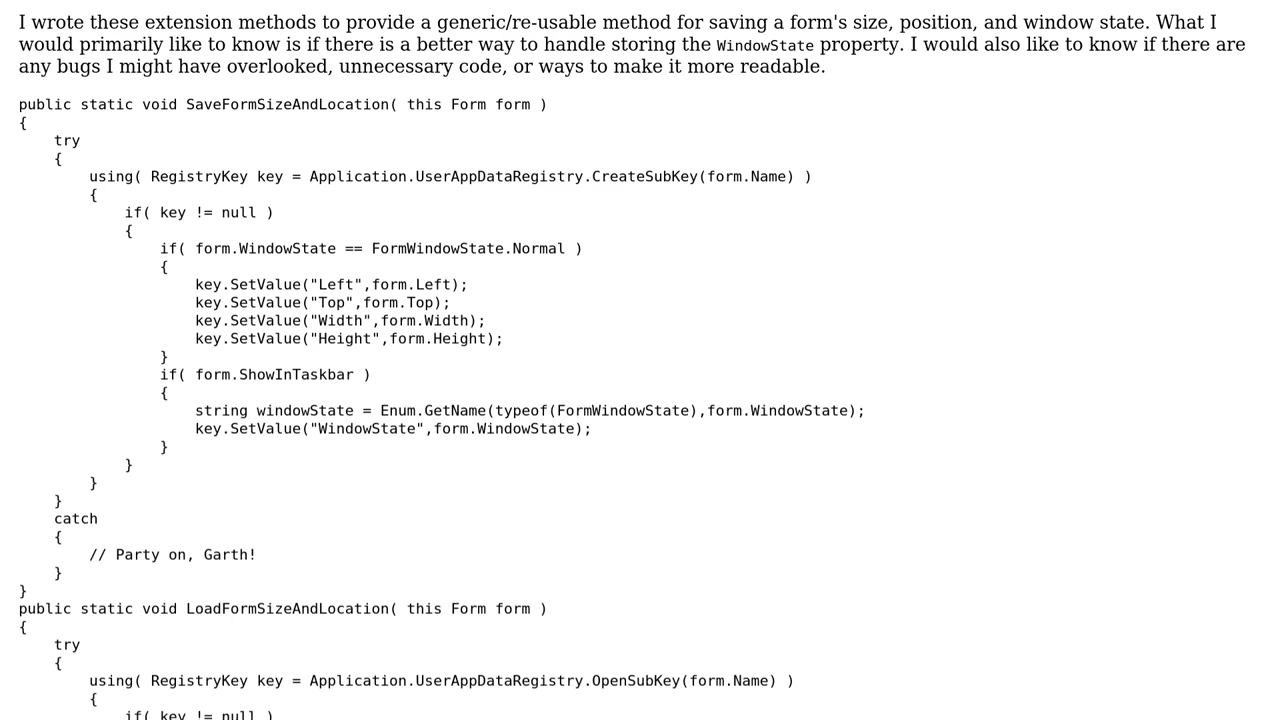 I wrote these extension methods to provide a generic/re-usable method for saving a form's size, position, and window state. What I
would primarily like to know is if there is a better way to handle storing the WindowState property. I would also like to know if there are
any bugs I might have overlooked, unnecessary code, or ways to make it more readable.
public static void SaveFormSizeAndLocation( this Form form )
{
    try
    {
        using( RegistryKey key = Application.UserAppDataRegistry.CreateSubKey(form.Name) )
        {
            if( key != null )
            {
                if( form.WindowState == FormWindowState.Normal )
                {
                    key.SetValue("Left",form.Left);
                    key.SetValue("Top",form.Top);
                    key.SetValue("Width",form.Width);
                    key.SetValue("Height",form.Height);
                }
                if( form.ShowInTaskbar )
                {
                    string windowState = Enum.GetName(typeof(FormWindowState),form.WindowState);
                    key.SetValue("WindowState",form.WindowState);
                }
            }
        }
    }
    catch
    {
        // Party on, Garth!
    }
}
public static void LoadFormSizeAndLocation( this Form form )
{
    try
    {
        using( RegistryKey key = Application.UserAppDataRegistry.OpenSubKey(form.Name) )
        {
            if( key != null )